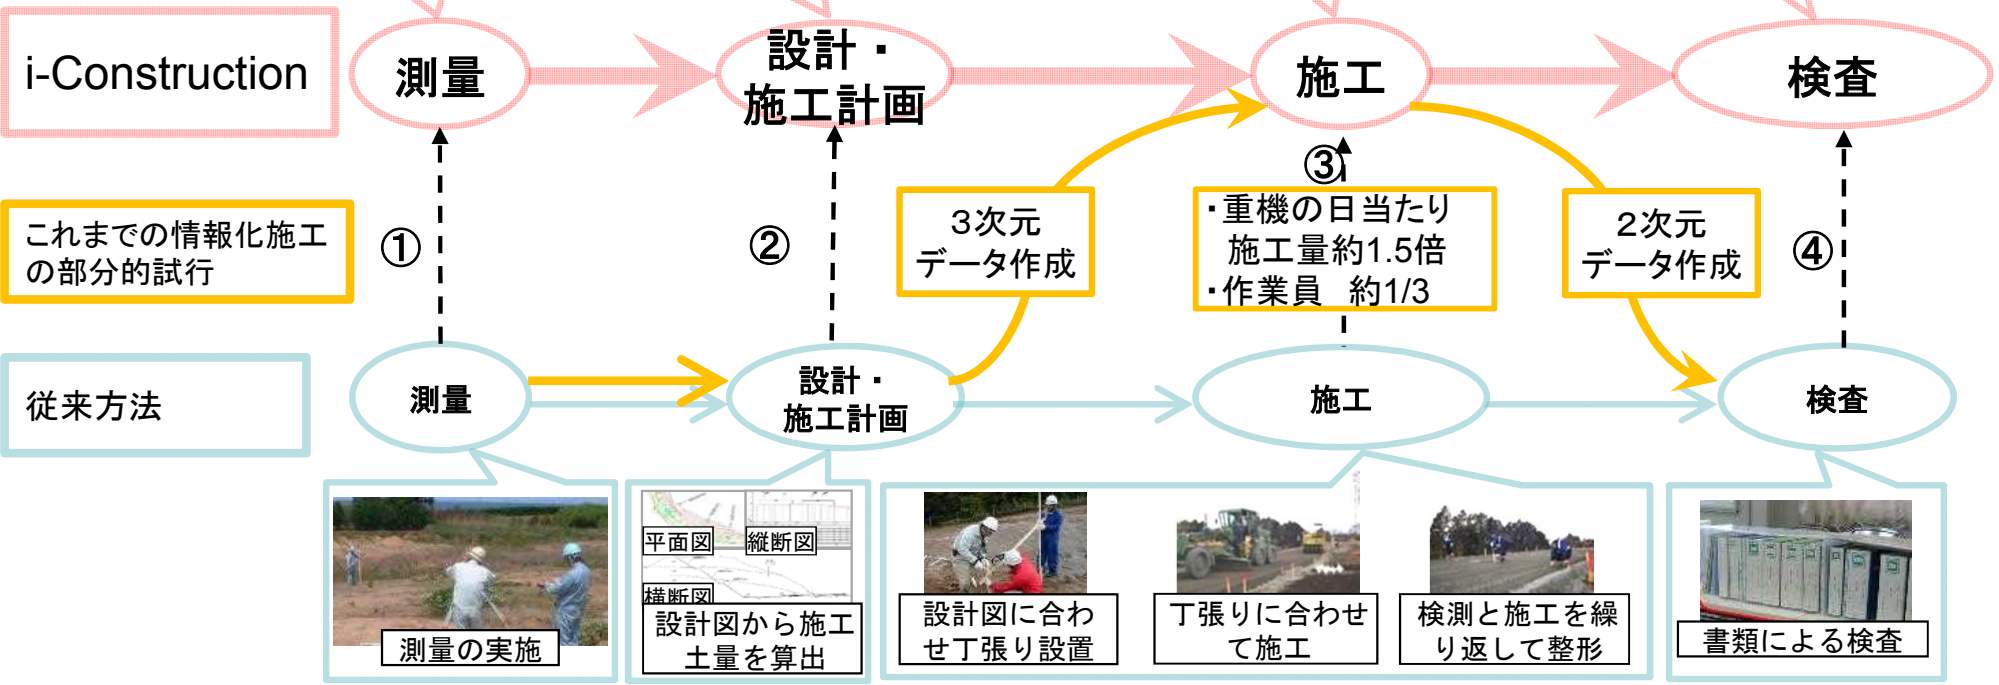 i-Construction
測量
設計・
施工計画
施工
検査
これまでの情報化施工
の部分的試行
①
②
３次元
データ作成
③
・重機の日当たり
施工量約1.5倍
・作業員　約1/3
２次元
データ作成
④
従来方法
測量
設計・
施工計画
施工
検査
測量の実施
平面図
縦断図
横断図
設計図から施工
土量を算出
設計図に合わ
せ丁張り設置
丁張りに合わせ
て施工
検測と施工を繰
り返して整形
書類による検査